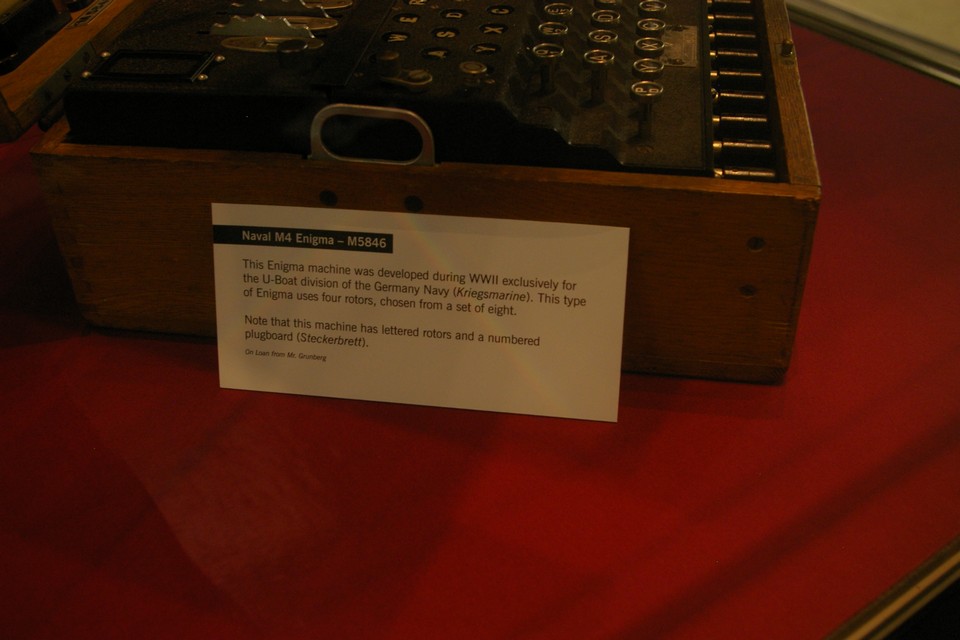 W E R
A S D
Y X C
Naval M4 Enigma – M5846
This Enigma machine was developed during WWII exclusively for
the U-Boat division of the Germany Navy (Kriegsmarine). This type
of Enigma uses four rotors, chosen from a set of eight.
Note that this machine has lettered rotors and a numbered
plugboard (Steckerbrett).
On Loan from Mr. Grunberg